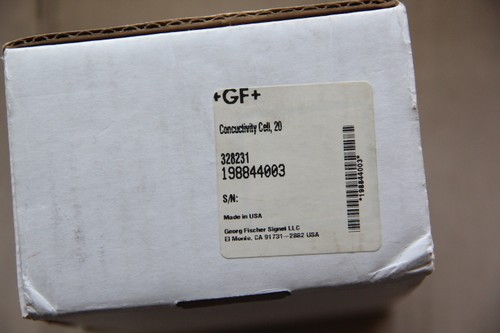 +GF+
Concuctivity Cell, 20
328231
198844003
S/N:
Made in USA
Georg Fischer Signet LLC
El Monte, CA 91731-2882 USA
*198844003*